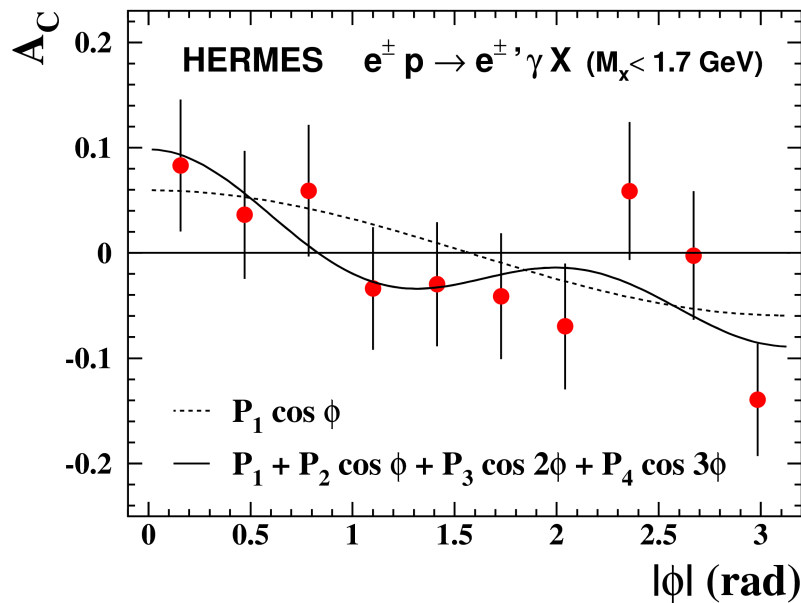 A_C
0.2
HERMES e^± p → e^±' γ X (M_x< 1.7 GeV)
0.1
0
-0.1
P_1 cos ϕ
-0.2
P_1 + P_2 cos ϕ + P_3 cos 2ϕ + P_4 cos 3ϕ
0 0.5 1 1.5 2 2.5 3
|ϕ| (rad)